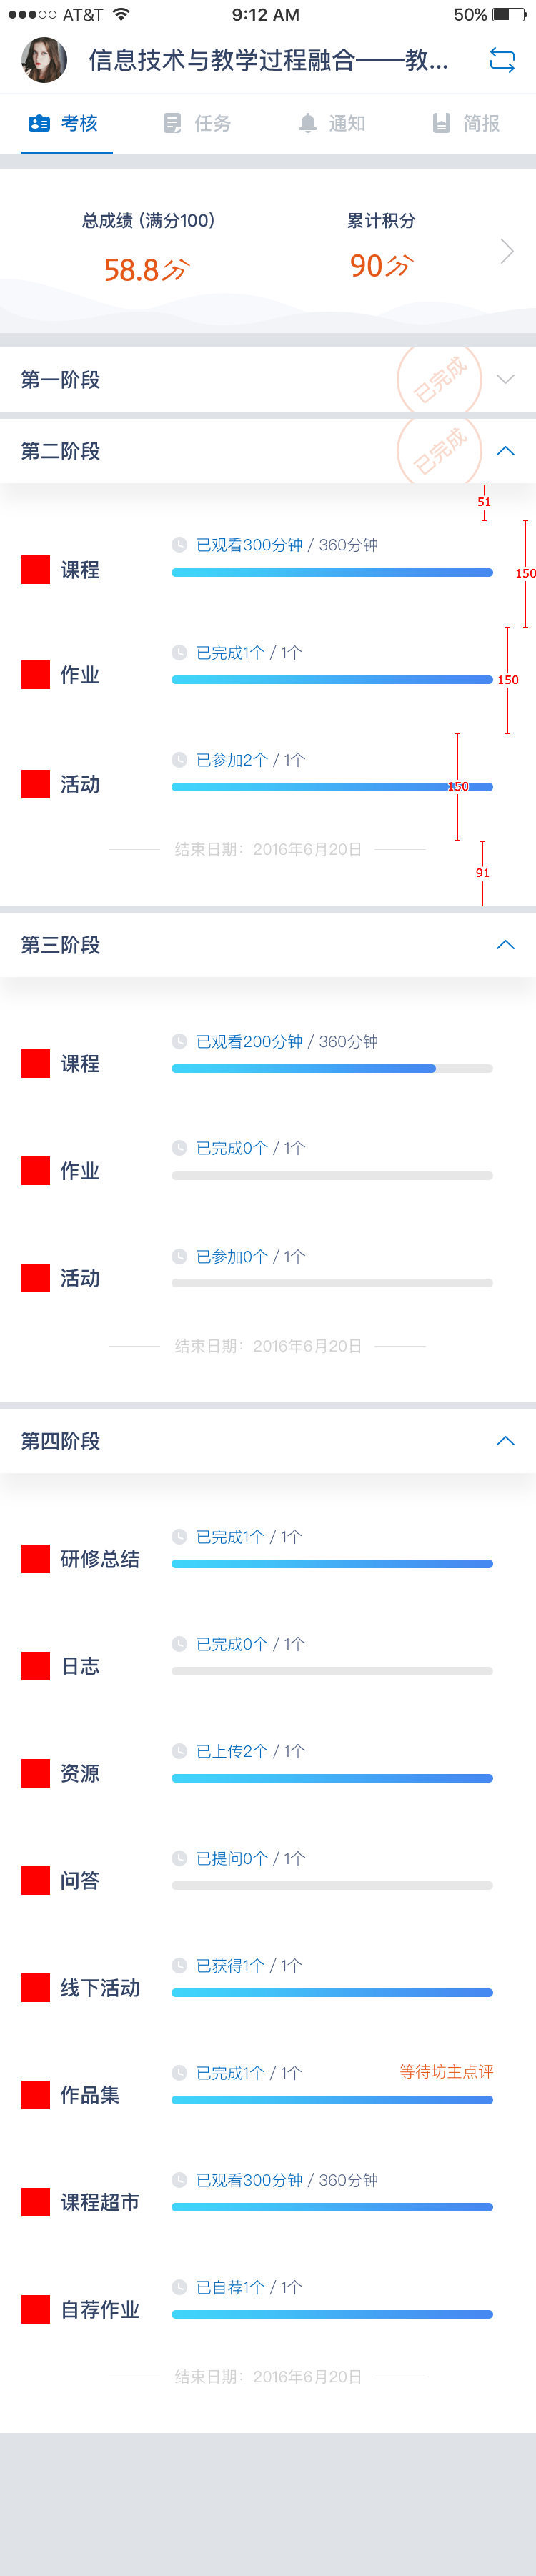 AT&T 9:12 AM 50%
信息技术与教学过程融合——教...
考核 任务 通知 简报
总成绩 (满分100) 累计积分
58.8分 90分
第一阶段 已完成
第二阶段 已完成
51
已观看300分钟 / 360分钟
课程 150
已完成1个 / 1个
作业 150
已参加2个 / 1个
活动 150
结束日期：2016年6月20日
91
第三阶段
已观看200分钟 / 360分钟
课程
已完成0个 / 1个
作业
已参加0个 / 1个
活动
结束日期：2016年6月20日
第四阶段
已完成1个 / 1个
研修总结
已完成0个 / 1个
日志
已上传2个 / 1个
资源
已提问0个 / 1个
问答
已获得1个 / 1个
线下活动
已完成1个 / 1个 等待坊主点评
作品集
已观看300分钟 / 360分钟
课程超市
已自荐1个 / 1个
自荐作业
结束日期：2016年6月20日